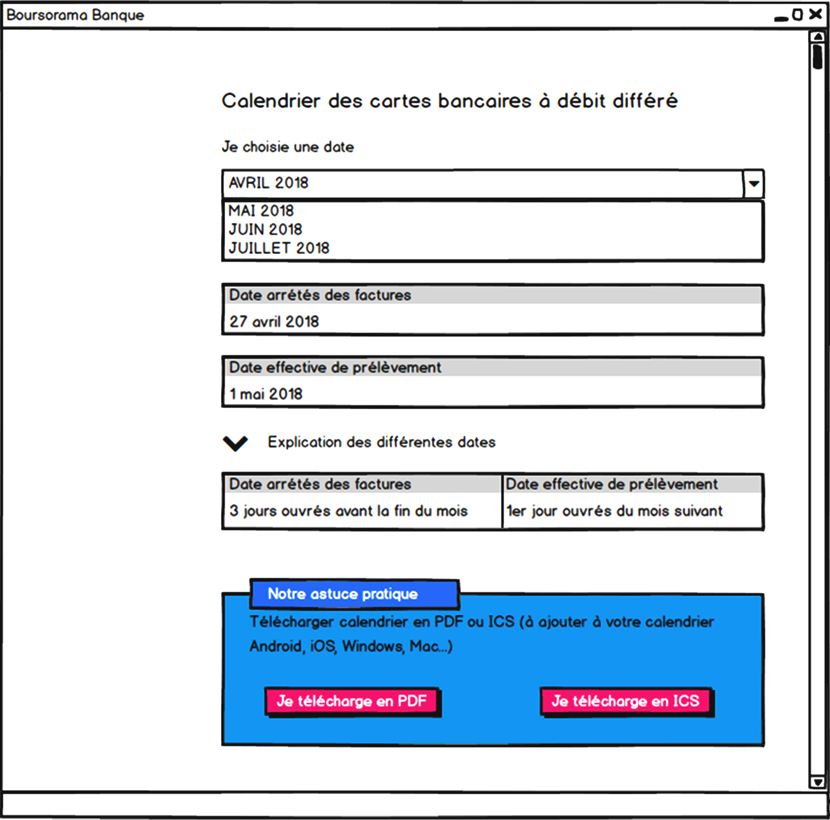 Boursorama Banque
Calendrier des cartes bancaires à débit différé
Je choisie une date
AVRIL 2018
MAI 2018
JUIN 2018
JUILLET 2018
Date arrétés des factures
27 avril 2018
Date effective de prélèvement
1 mai 2018
Explication des différentes dates
Date arrétés des factures
Date effective de prélèvement
3 jours ouvrés avant la fin du mois
1er jour ouvrés du mois suivant
Notre astuce pratique
Télécharger calendrier en PDF ou ICS (à ajouter à votre calendrier
Android, iOS, Windows, Mac...)
Je télécharge en PDF
Je télécharge en ICS